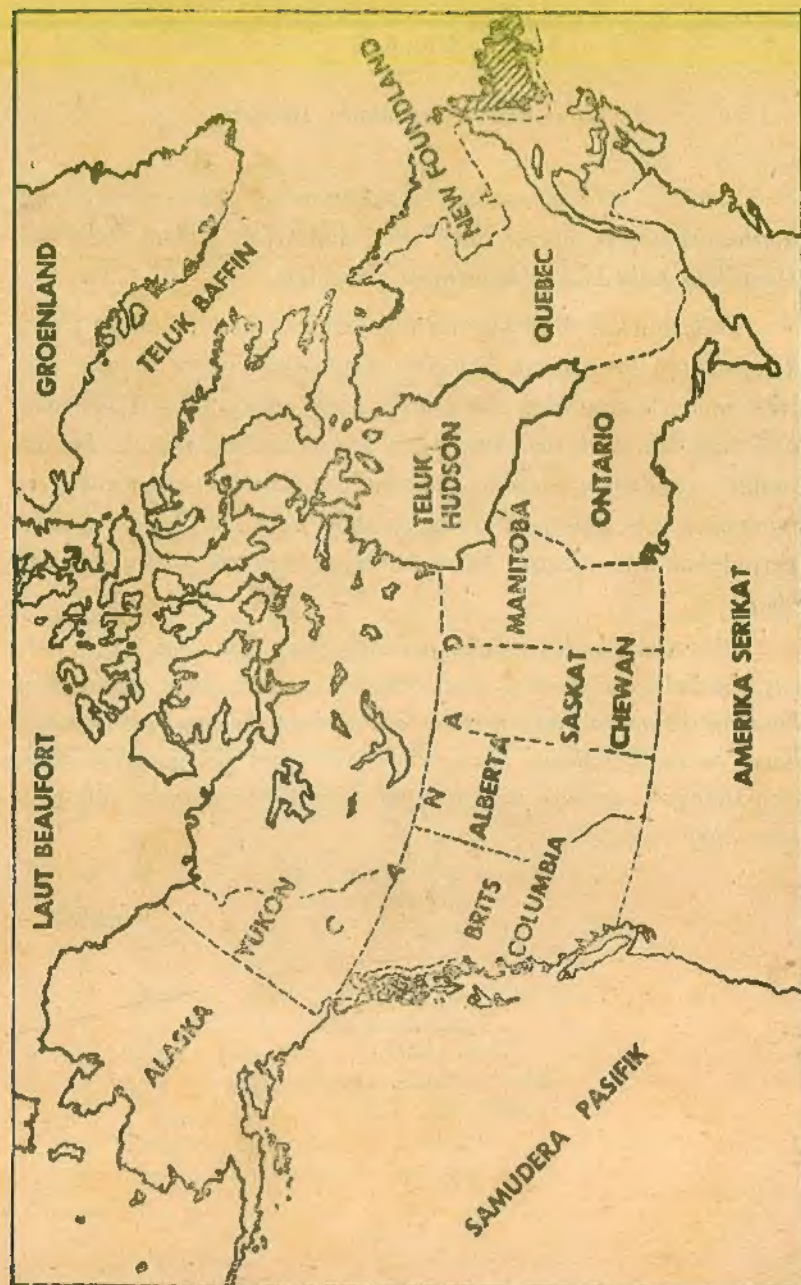 LAUT BEAUFORT
GROENLAND
TELUK BAFFIN
ALASKA
YUKON
C A N A D
NEW FOUNDLAND
TELUK
HUDSON
QUEBEC
BRITS
COLUMBIA
ALBERTA
SASKAT
CHEWAN
MANITOBA
ONTARIO
SAMUDERA PASIFIK
AMERIKA SERIKAT